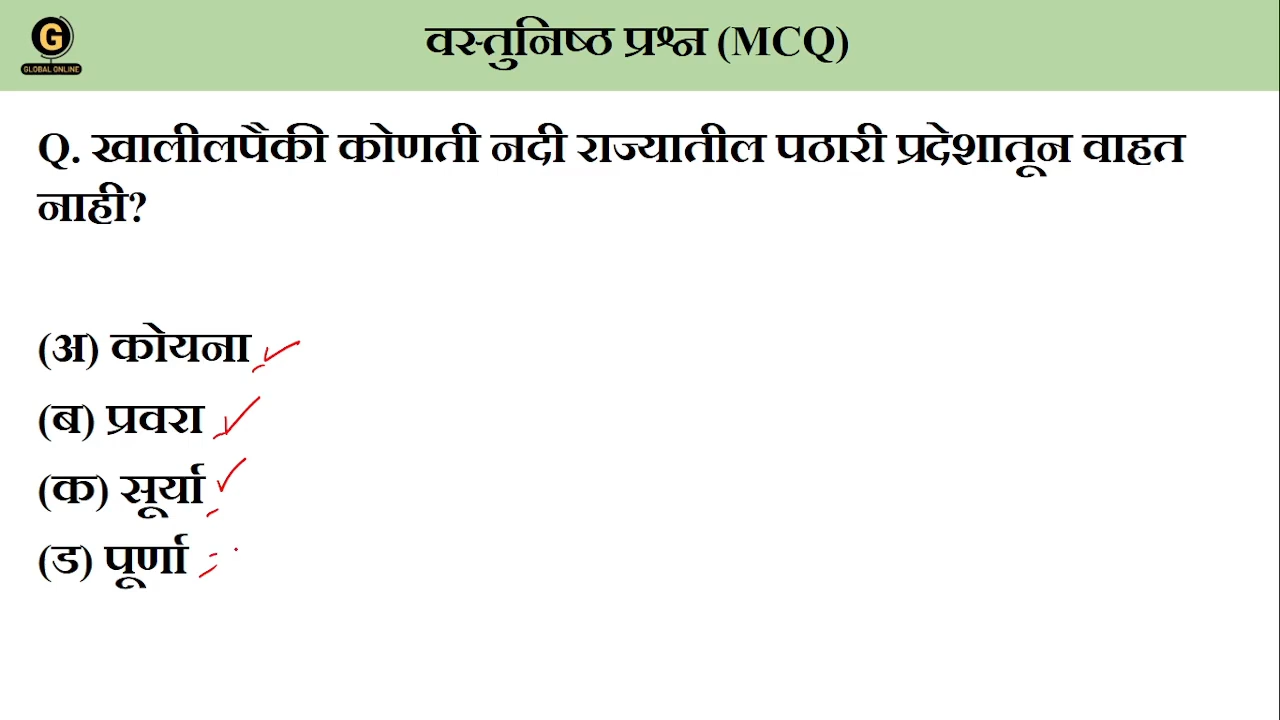 G
GLOBAL ONLINE
वस्तुनिष्ठ प्रश्न (MCQ)
Q. खालीलपैकी कोणती नदी राज्यातील पठारी प्रदेशातून वाहत
नाही?
(अ) कोयना
(ब) प्रवरा
(क) सूर्या
(ड) पूर्णा